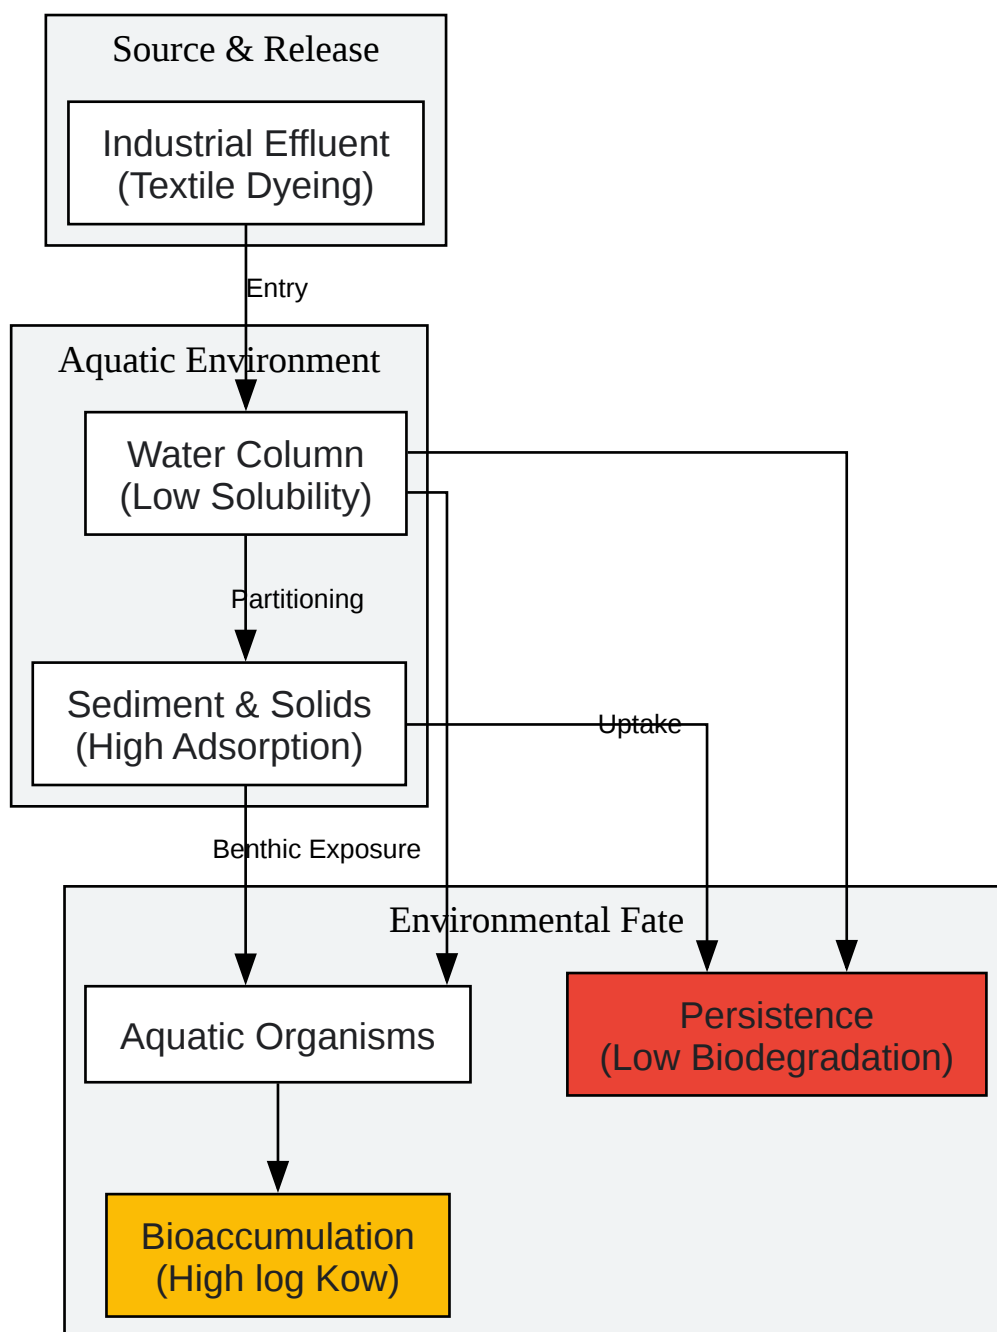 Source & Release
Industrial Effluent
(Textile Dyeing)
Entry
Aquatic Environment
Water Column
(Low Solubility)
Partitioning
Sediment & Solids
(High Adsorption)
Uptake
Benthic Exposure
Environmental Fate
Aquatic Organisms
Persistence
(Low Biodegradation)
Bioaccumulation
(High log Kow)